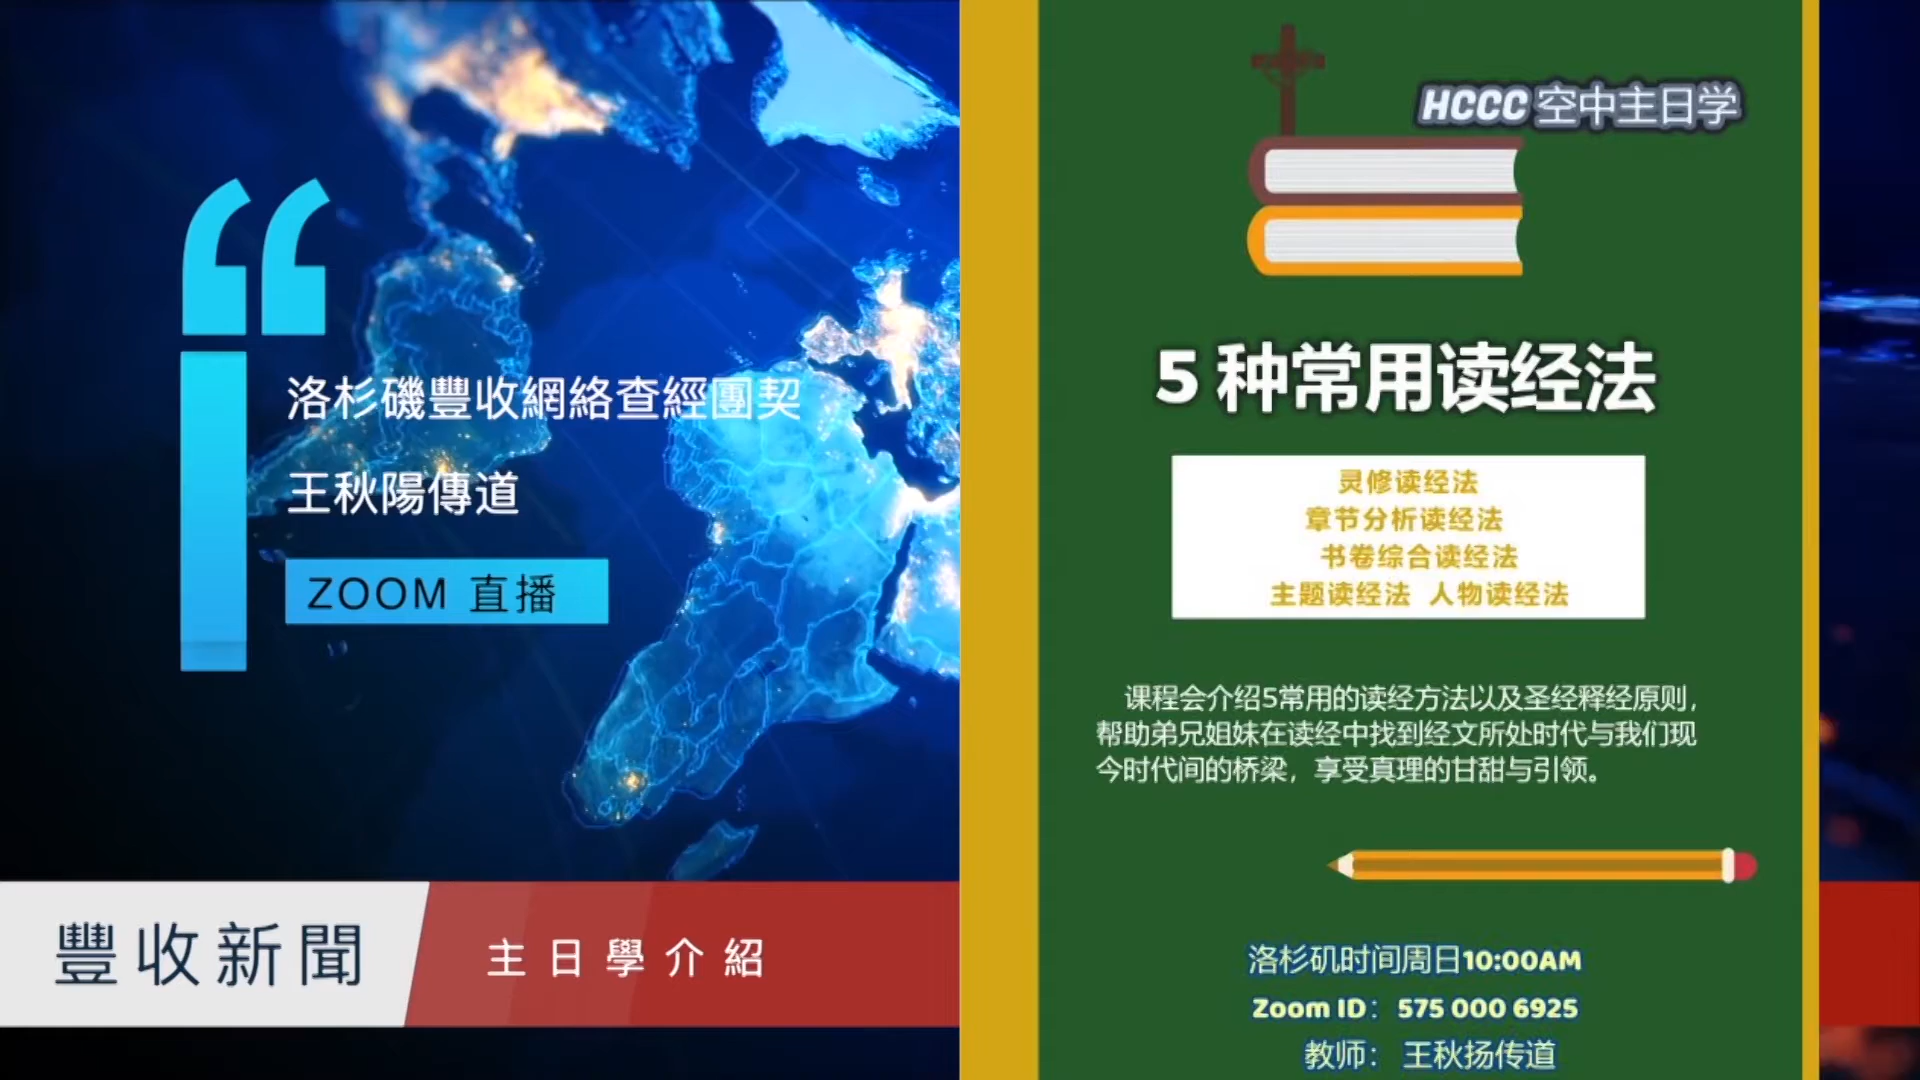 洛杉磯豐收網絡查經團契
王秋陽傳道
ZOOM 直播
豐收新聞
主日學介紹
HCCC 空中主日学
5 种常用读经法
灵修读经法
章节分析读经法
书卷综合读经法
主题读经法 人物读经法
课程会介绍5常用的读经方法以及圣经释经原则，
帮助弟兄姐妹在读经中找到经文所处时代与我们现
今时代间的桥梁，享受真理的甘甜与引领。
洛杉矶时间周日10:00AM
Zoom ID： 575 000 6925
教师： 王秋扬传道